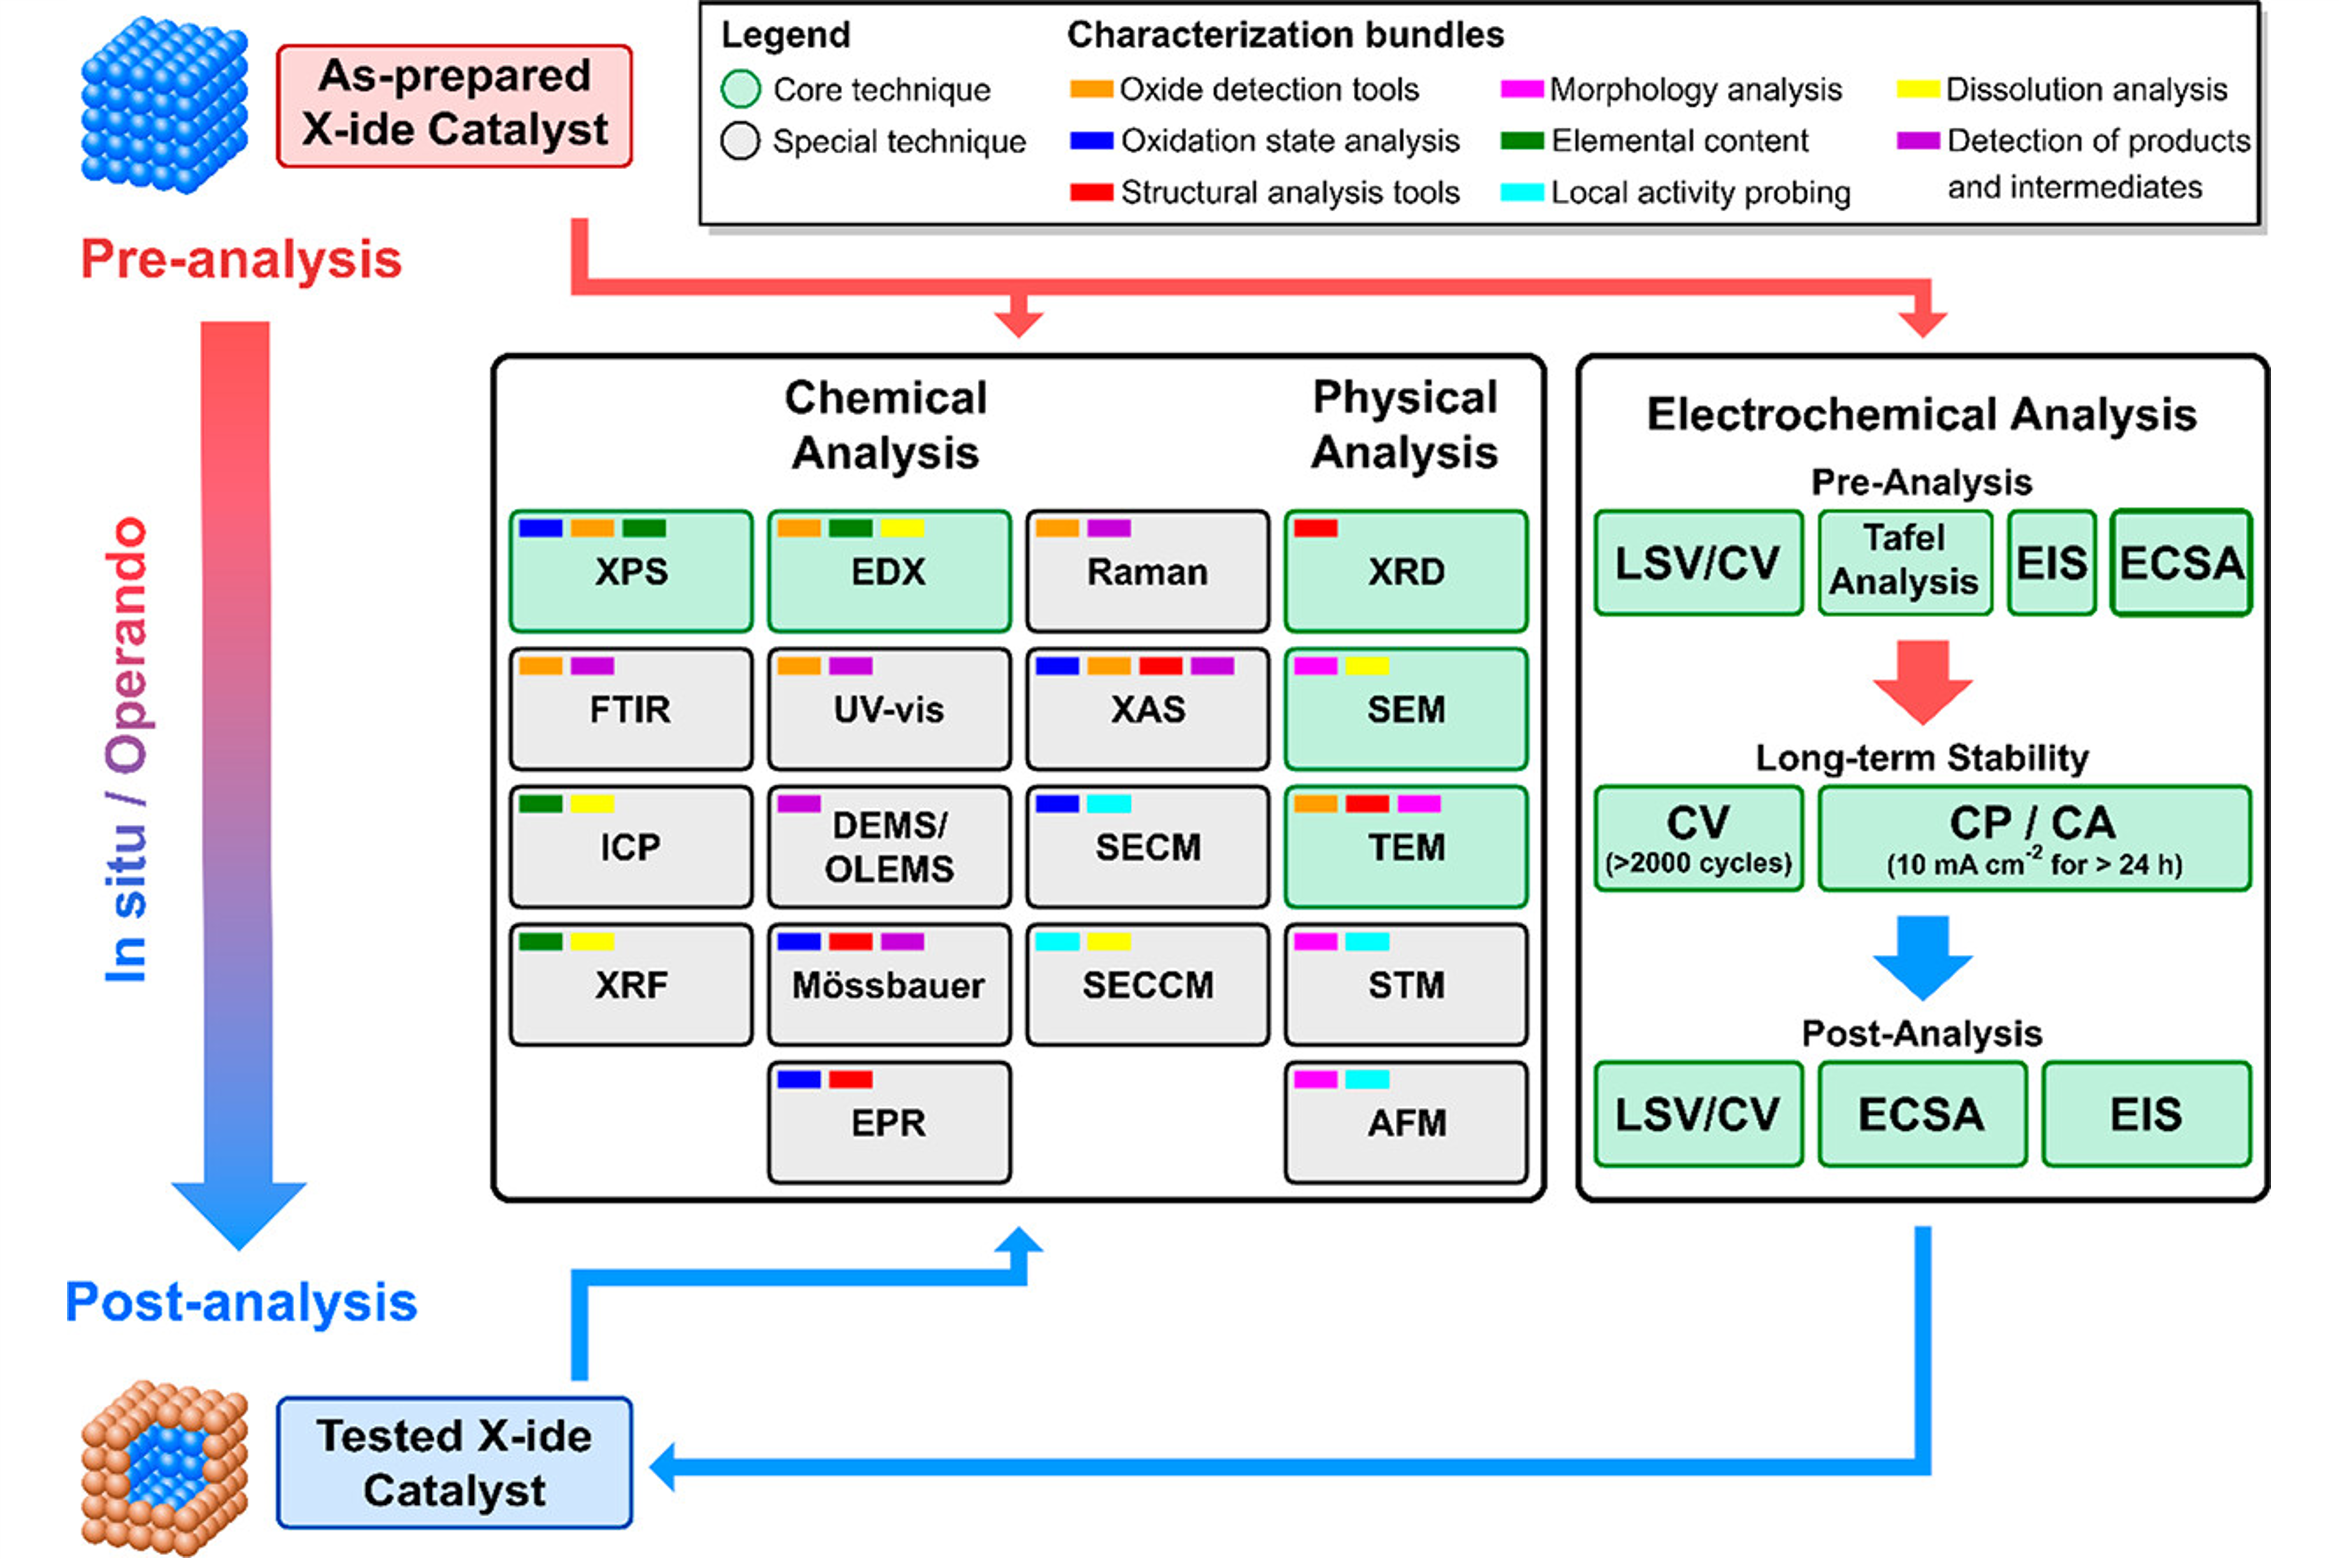 As-prepared
X-ide Catalyst
Legend
Core technique
Special technique
Characterization bundles
Oxide detection tools
Oxidation state analysis
Structural analysis tools
Morphology analysis
Elemental content
Local activity probing
Dissolution analysis
Detection of products
and intermediates
Pre-analysis
In situ / Operando
Post-analysis
Chemical
Analysis
Physical
Analysis
XPS
EDX
Raman
XRD
FTIR
UV-vis
XAS
SEM
ICP
DEMS/
OLEMS
SECM
TEM
XRF
Mössbauer
SECCM
STM
EPR
AFM
Electrochemical Analysis
Pre-Analysis
LSV/CV
Tafel
Analysis
EIS
ECSA
Long-term Stability
CV
(>2000 cycles)
CP / CA
(10 mA cm⁻² for > 24 h)
Post-Analysis
LSV/CV
ECSA
EIS
Tested X-ide
Catalyst